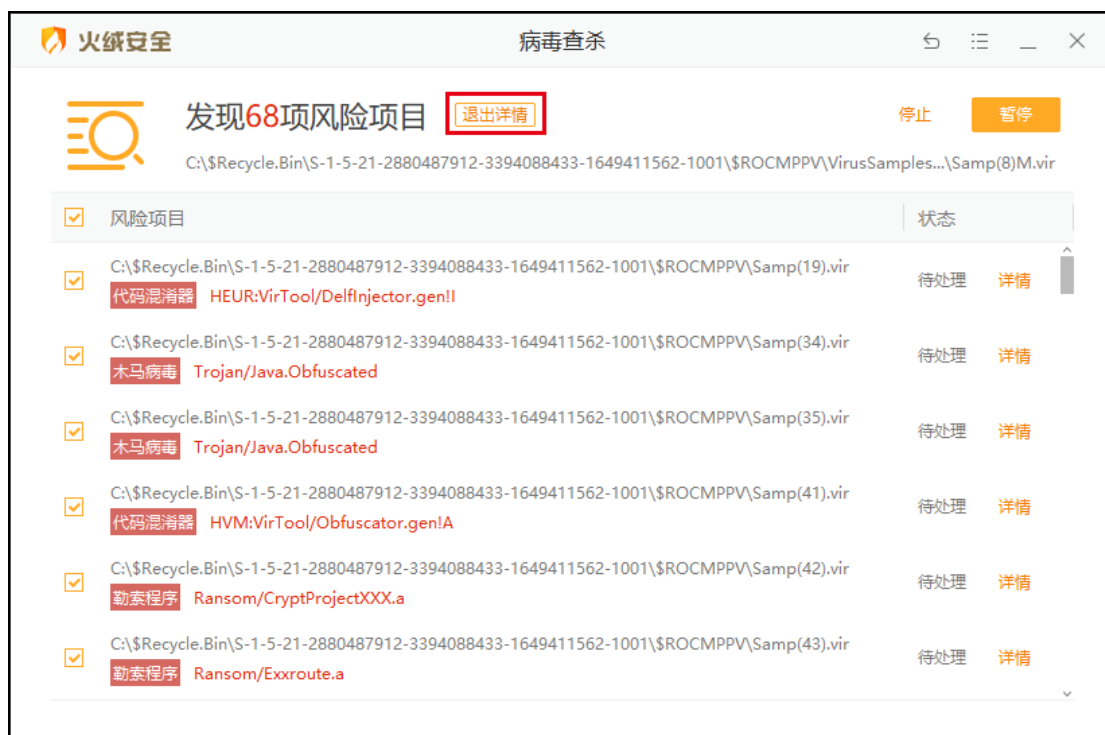 火绒安全
病毒查杀
发现68项风险项目 退出详情 停止 暂停
C:\$Recycle.Bin\S-1-5-21-2880487912-3394088433-1649411562-1001\$ROCMPPV\VirusSamples...\Samp(8)M.vir
风险项目 状态
C:\$Recycle.Bin\S-1-5-21-2880487912-3394088433-1649411562-1001\$ROCMPPV\Samp(19).vir
代码混淆器 HEUR:VirTool/DelfInjector.gen!I
待处理 详情
C:\$Recycle.Bin\S-1-5-21-2880487912-3394088433-1649411562-1001\$ROCMPPV\Samp(34).vir
木马病毒 Trojan/Java.Obfuscated
待处理 详情
C:\$Recycle.Bin\S-1-5-21-2880487912-3394088433-1649411562-1001\$ROCMPPV\Samp(35).vir
木马病毒 Trojan/Java.Obfuscated
待处理 详情
C:\$Recycle.Bin\S-1-5-21-2880487912-3394088433-1649411562-1001\$ROCMPPV\Samp(41).vir
代码混淆器 HVM:VirTool/Obfuscator.gen!A
待处理 详情
C:\$Recycle.Bin\S-1-5-21-2880487912-3394088433-1649411562-1001\$ROCMPPV\Samp(42).vir
勒索程序 Ransom/CryptProjectXXX.a
待处理 详情
C:\$Recycle.Bin\S-1-5-21-2880487912-3394088433-1649411562-1001\$ROCMPPV\Samp(43).vir
勒索程序 Ransom/Exxroute.a
待处理 详情